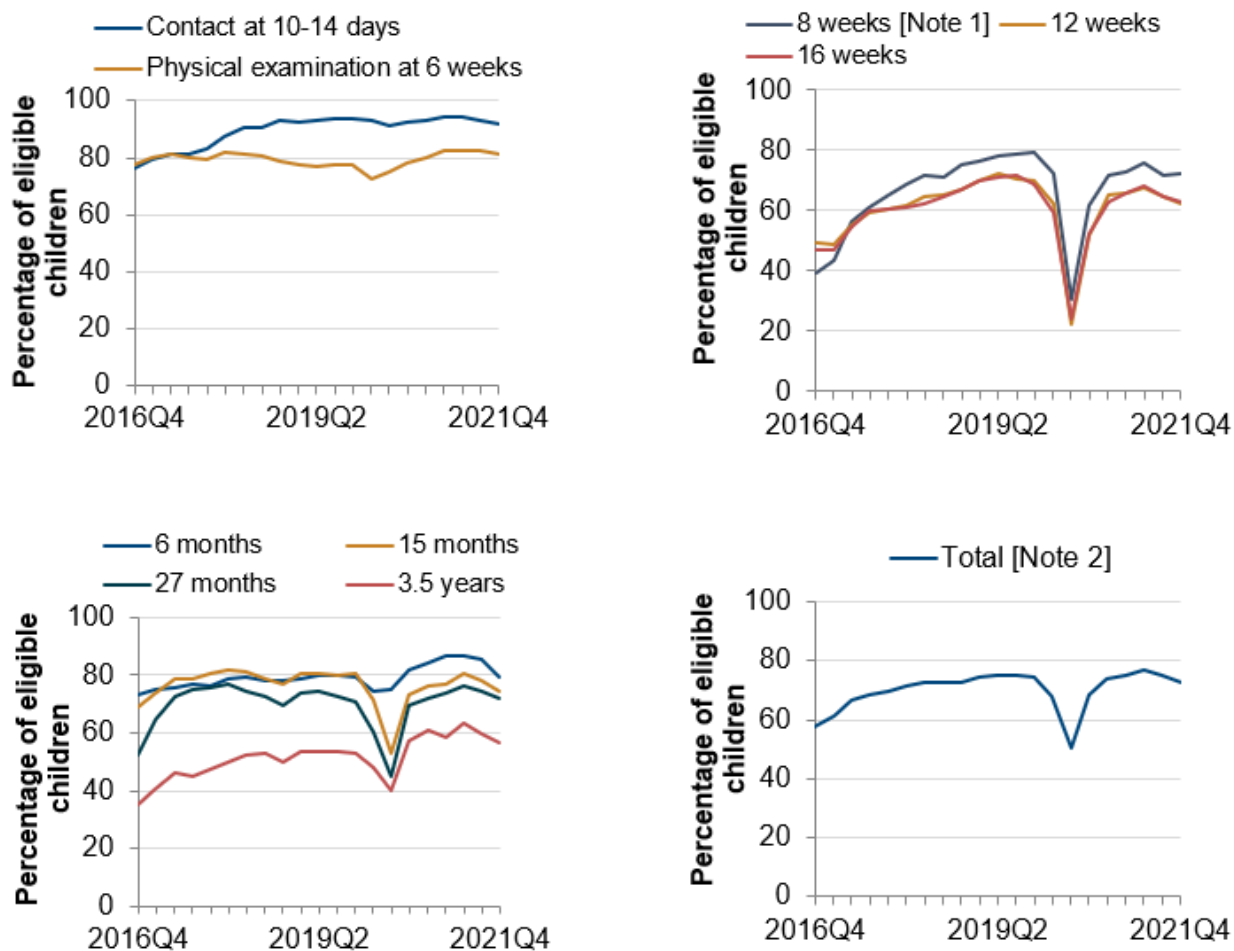 Contact at 10-14 days
Physical examination at 6 weeks
Percentage of eligible
children
100
80
60
40
20
0
2016Q4 2019Q2 2021Q4
8 weeks [Note 1] 12 weeks
16 weeks
Percentage of eligible
children
100
80
60
40
20
0
2016Q4 2019Q2 2021Q4
6 months 15 months
27 months 3.5 years
Percentage of eligible
children
100
80
60
40
20
0
2016Q4 2019Q2 2021Q4
Total [Note 2]
Percentage of eligible
children
100
80
60
40
20
0
2016Q4 2019Q2 2021Q4